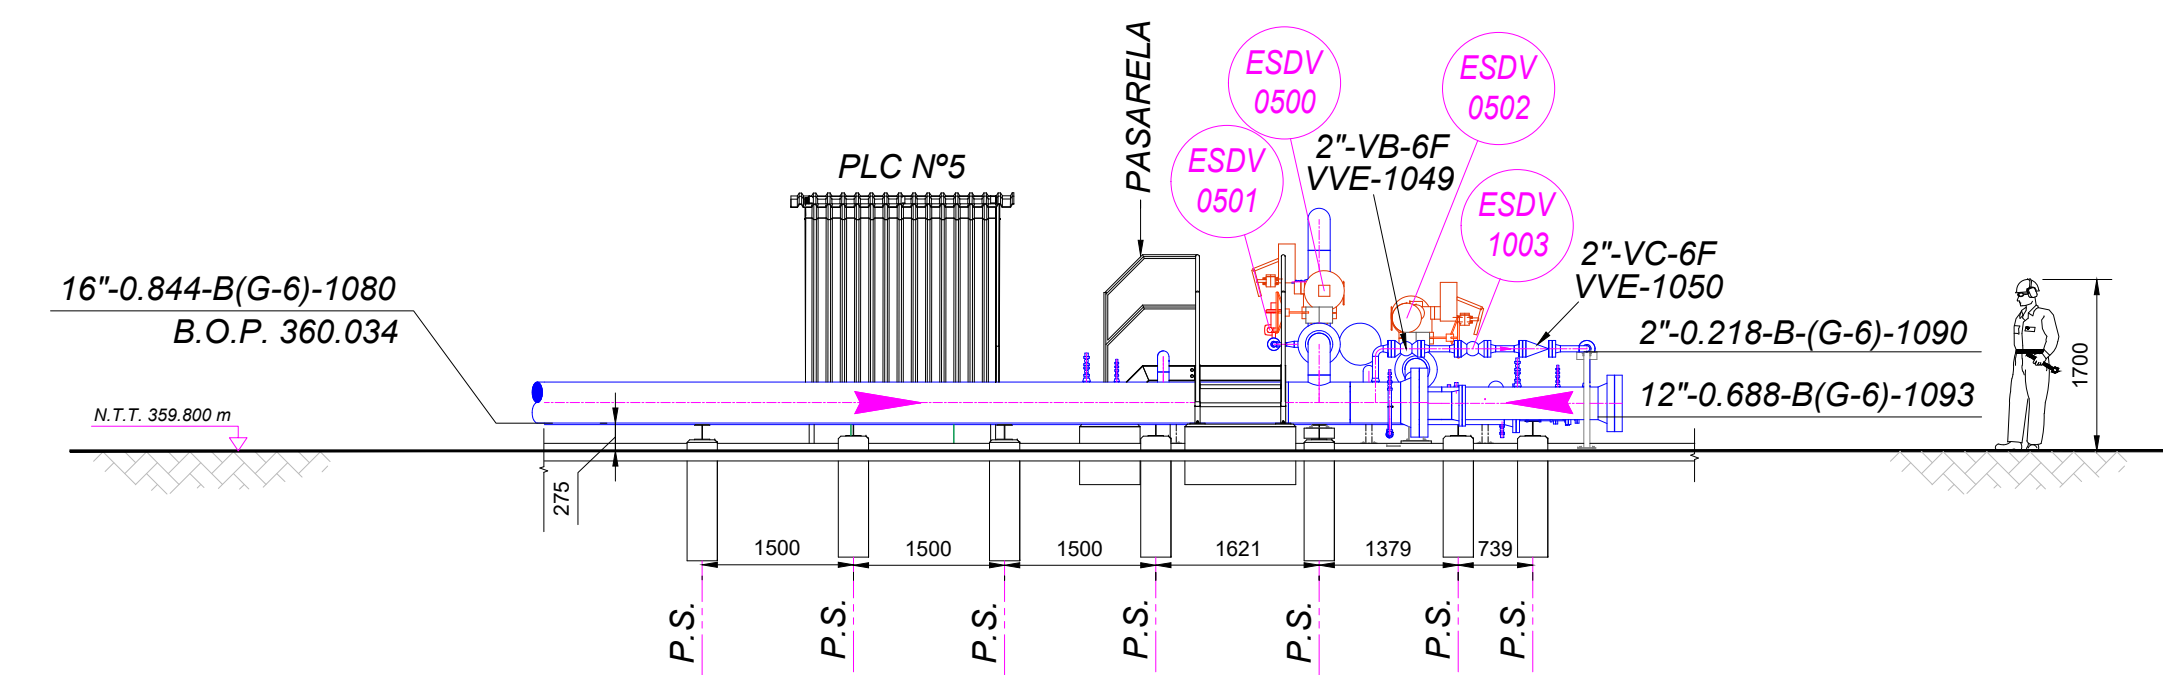 PASARELA
ESDV
0500
ESDV
0502
PLC Nº5
ESDV
0501
2"-VB-6F
VVE-1049
ESDV
1003
2"-VC-6F
VVE-1050
16"-0.844-B(G-6)-1080
B.O.P. 360.034
2"-0.218-B-(G-6)-1090
12"-0.688-B(G-6)-1093
1700
N.T.T. 359.800 m
275
1500
1500
1500
1621
1379
739
P.S.
P.S.
P.S.
P.S.
P.S.
P.S.
P.S.